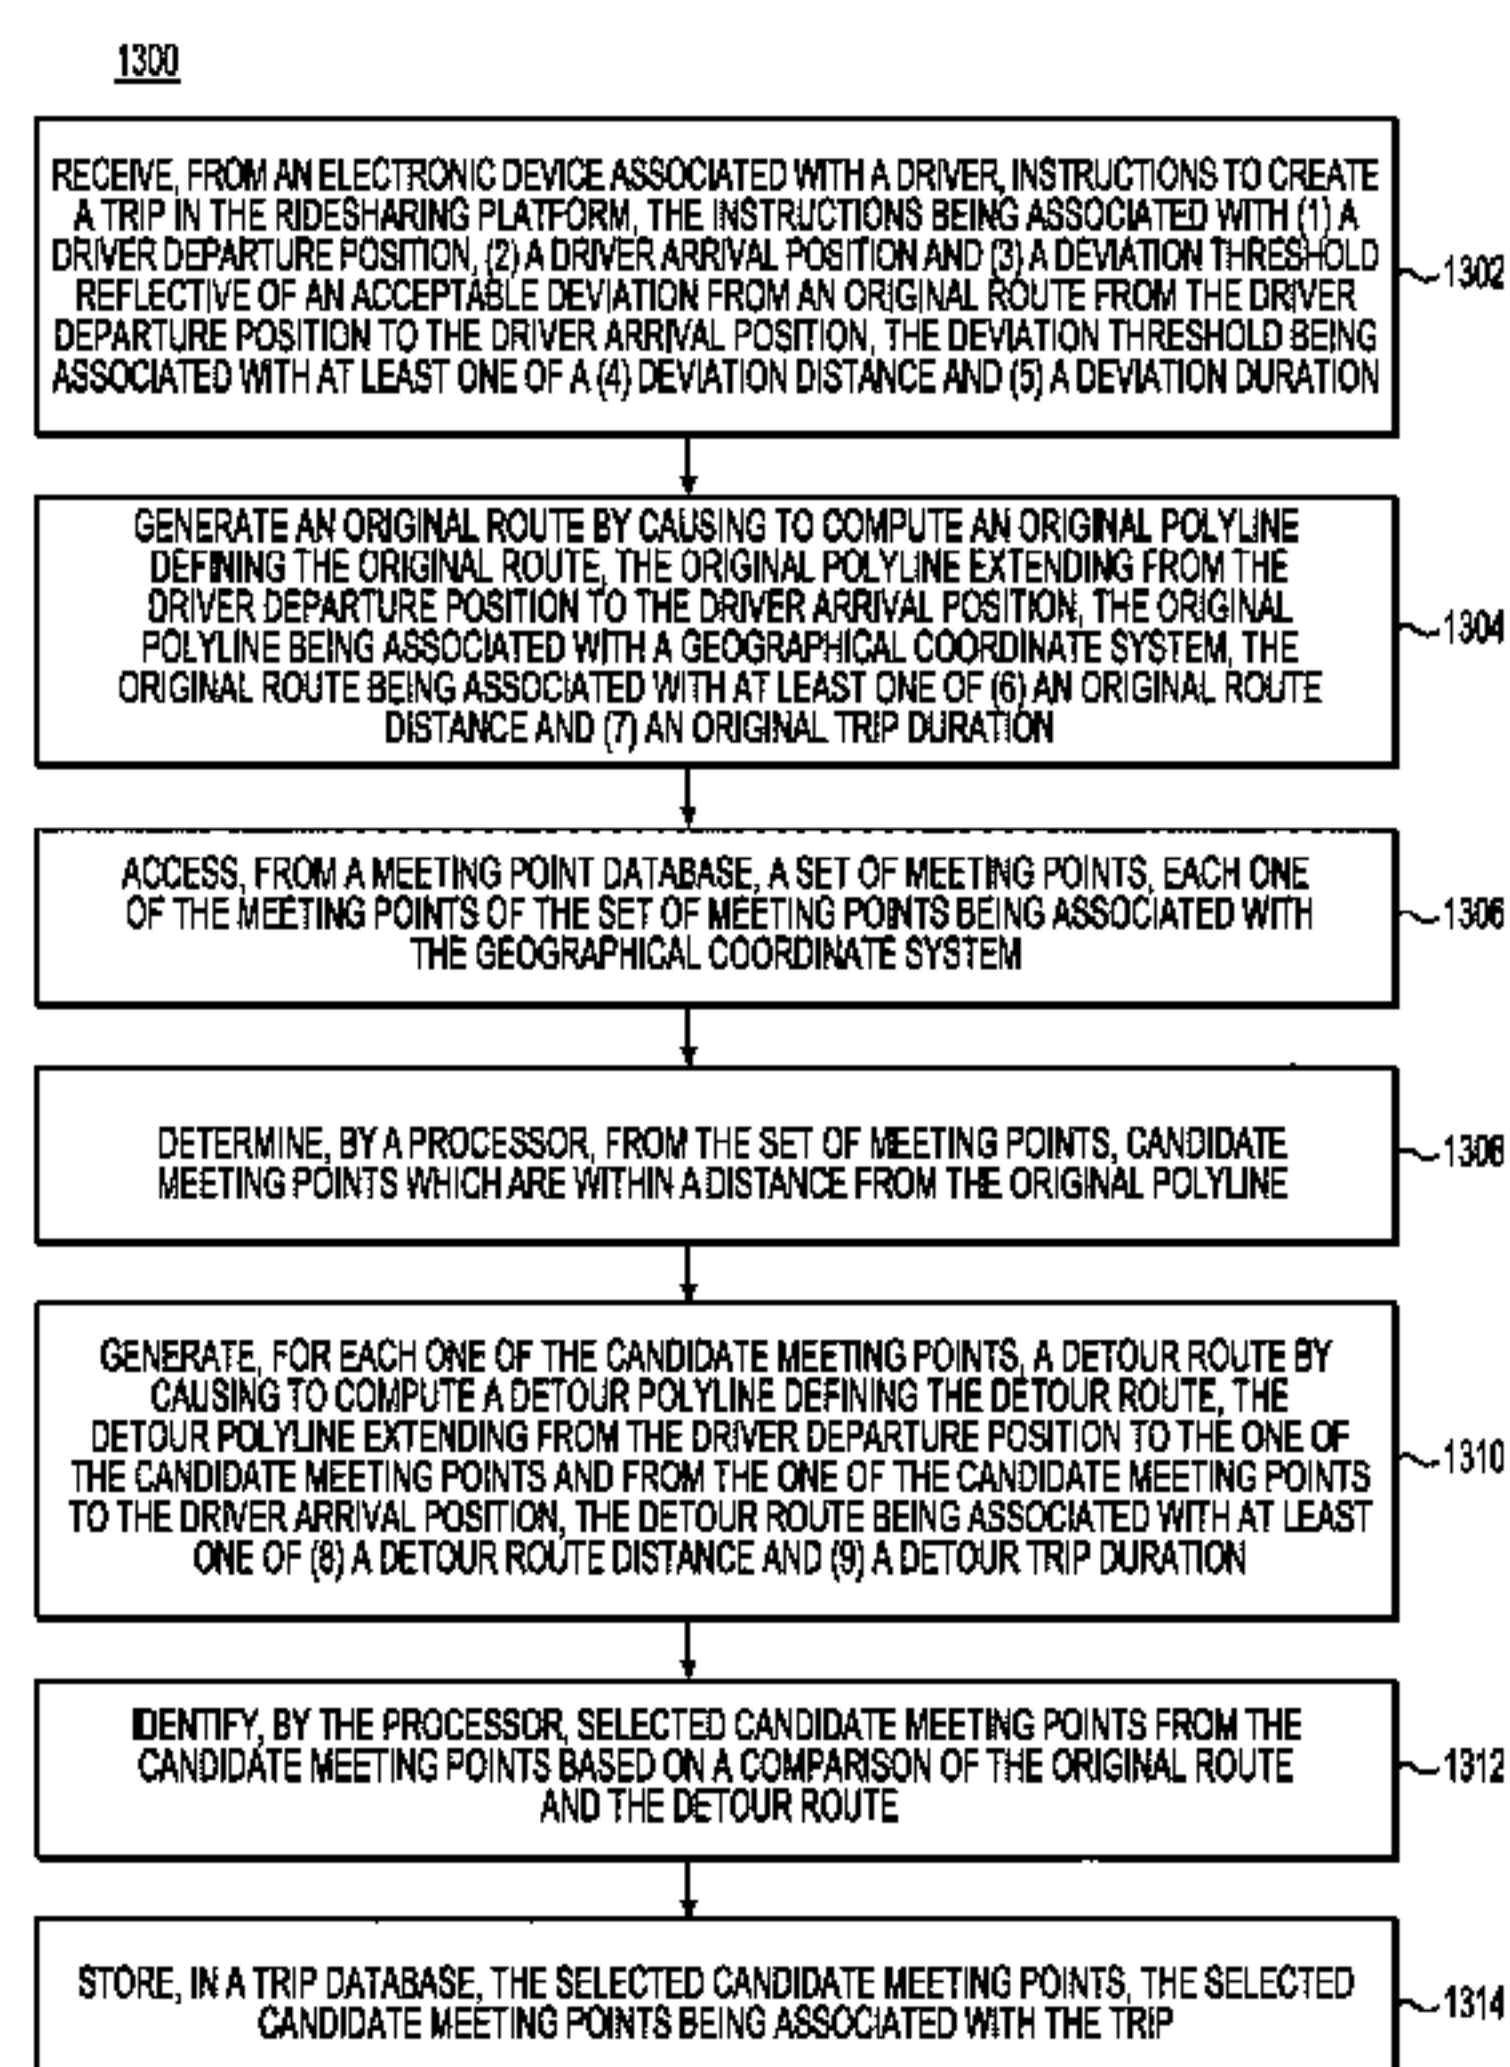 1300
RECEIVE, FROM AN ELECTRONIC DEVICE ASSOCIATED WITH A DRIVER, INSTRUCTIONS TO CREATE
A TRIP IN THE RIDESHARING PLATFORM, THE INSTRUCTIONS BEING ASSOCIATED WITH (1) A
DRIVER DEPARTURE POSITION, (2) A DRIVER ARRIVAL POSITION AND (3) A DEVIATION THRESHOLD
REFLECTIVE OF AN ACCEPTABLE DEVIATION FROM AN ORIGINAL ROUTE FROM THE DRIVER
DEPARTURE POSITION TO THE DRIVER ARRIVAL POSITION, THE DEVIATION THRESHOLD BEING
ASSOCIATED WITH AT LEAST ONE OF A (4) DEVIATION DISTANCE AND (5) A DEVIATION DURATION
1302
GENERATE AN ORIGINAL ROUTE BY CAUSING TO COMPUTE AN ORIGINAL POLYLINE
DEFINING THE ORIGINAL ROUTE, THE ORIGINAL POLYLINE EXTENDING FROM THE
DRIVER DEPARTURE POSITION TO THE DRIVER ARRIVAL POSITION, THE ORIGINAL
POLYLINE BEING ASSOCIATED WITH A GEOGRAPHICAL COORDINATE SYSTEM, THE
ORIGINAL ROUTE BEING ASSOCIATED WITH AT LEAST ONE OF (6) AN ORIGINAL ROUTE
DISTANCE AND (7) AN ORIGINAL TRIP DURATION
1304
ACCESS, FROM A MEETING POINT DATABASE, A SET OF MEETING POINTS, EACH ONE
OF THE MEETING POINTS OF THE SET OF MEETING POINTS BEING ASSOCIATED WITH
THE GEOGRAPHICAL COORDINATE SYSTEM
1306
DETERMINE, BY A PROCESSOR, FROM THE SET OF MEETING POINTS, CANDIDATE
MEETING POINTS WHICH ARE WITHIN A DISTANCE FROM THE ORIGINAL POLYLINE
1308
GENERATE, FOR EACH ONE OF THE CANDIDATE MEETING POINTS, A DETOUR ROUTE BY
CAUSING TO COMPUTE A DETOUR POLYLINE DEFINING THE DETOUR ROUTE, THE
DETOUR POLYLINE EXTENDING FROM THE DRIVER DEPARTURE POSITION TO THE ONE OF
THE CANDIDATE MEETING POINTS AND FROM THE ONE OF THE CANDIDATE MEETING POINTS
TO THE DRIVER ARRIVAL POSITION, THE DETOUR ROUTE BEING ASSOCIATED WITH AT LEAST
ONE OF (8) A DETOUR ROUTE DISTANCE AND (9) A DETOUR TRIP DURATION
1310
IDENTIFY, BY THE PROCESSOR, SELECTED CANDIDATE MEETING POINTS FROM THE
CANDIDATE MEETING POINTS BASED ON A COMPARISON OF THE ORIGINAL ROUTE
AND THE DETOUR ROUTE
1312
STORE, IN A TRIP DATABASE, THE SELECTED CANDIDATE MEETING POINTS, THE SELECTED
CANDIDATE MEETING POINTS BEING ASSOCIATED WITH THE TRIP
1314